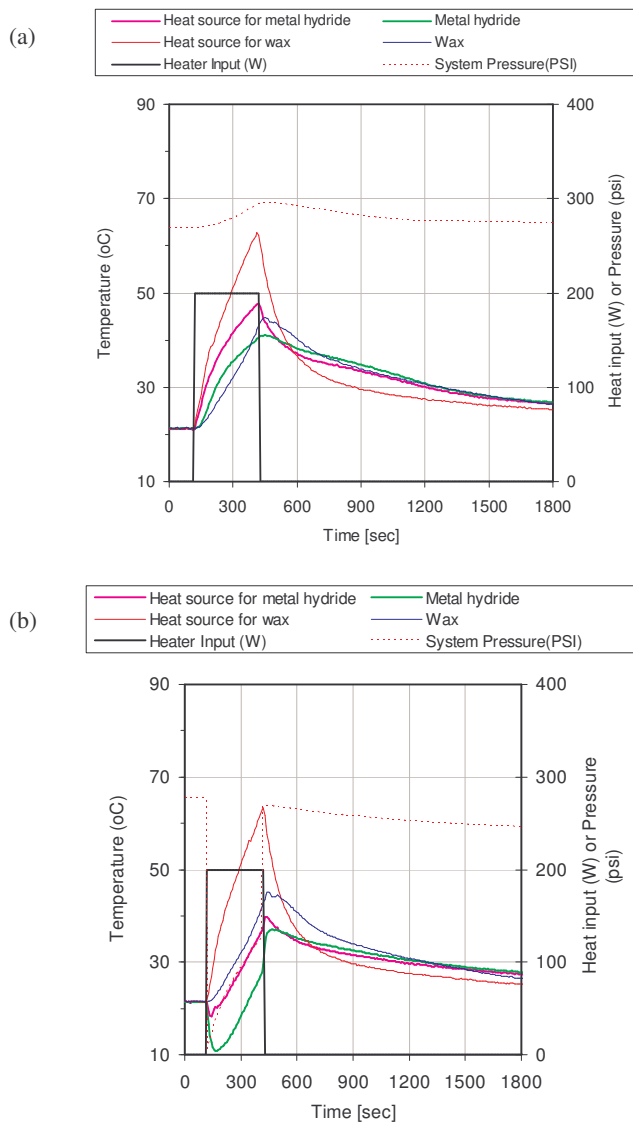 (a)
Heat source for metal hydride Metal hydride
Heat source for wax Wax
Heater Input (W) System Pressure(PSI)
90 400
70 300
50 200
30 100
10 0
0 300 600 900 1200 1500 1800
Temperature (oC)
Heat input (W) or Pressure (psi)
Time [sec]
(b)
Heat source for metal hydride Metal hydride
Heat source for wax Wax
Heater Input (W) System Pressure(PSI)
90 400
70 300
50 200
30 100
10 0
0 300 600 900 1200 1500 1800
Temperature (oC)
Heat input (W) or Pressure
(psi)
Time [sec]